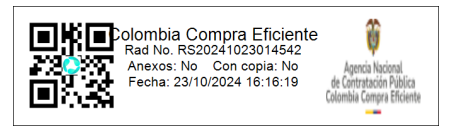 Colombia Compra Eficiente
Rad No. RS20241023014542
Anexos: No Con copia: No
Fecha: 23/10/2024 16:16:19
Agencia Nacional
de Contratación Pública
Colombia Compra Eficiente